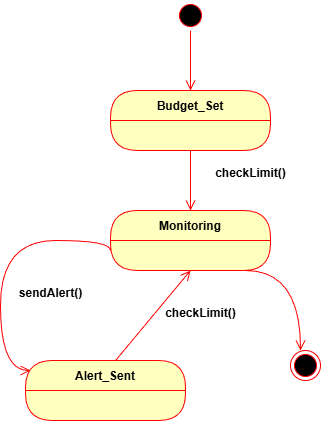 Budget_Set
checkLimit()
Monitoring
sendAlert()
checkLimit()
Alert_Sent